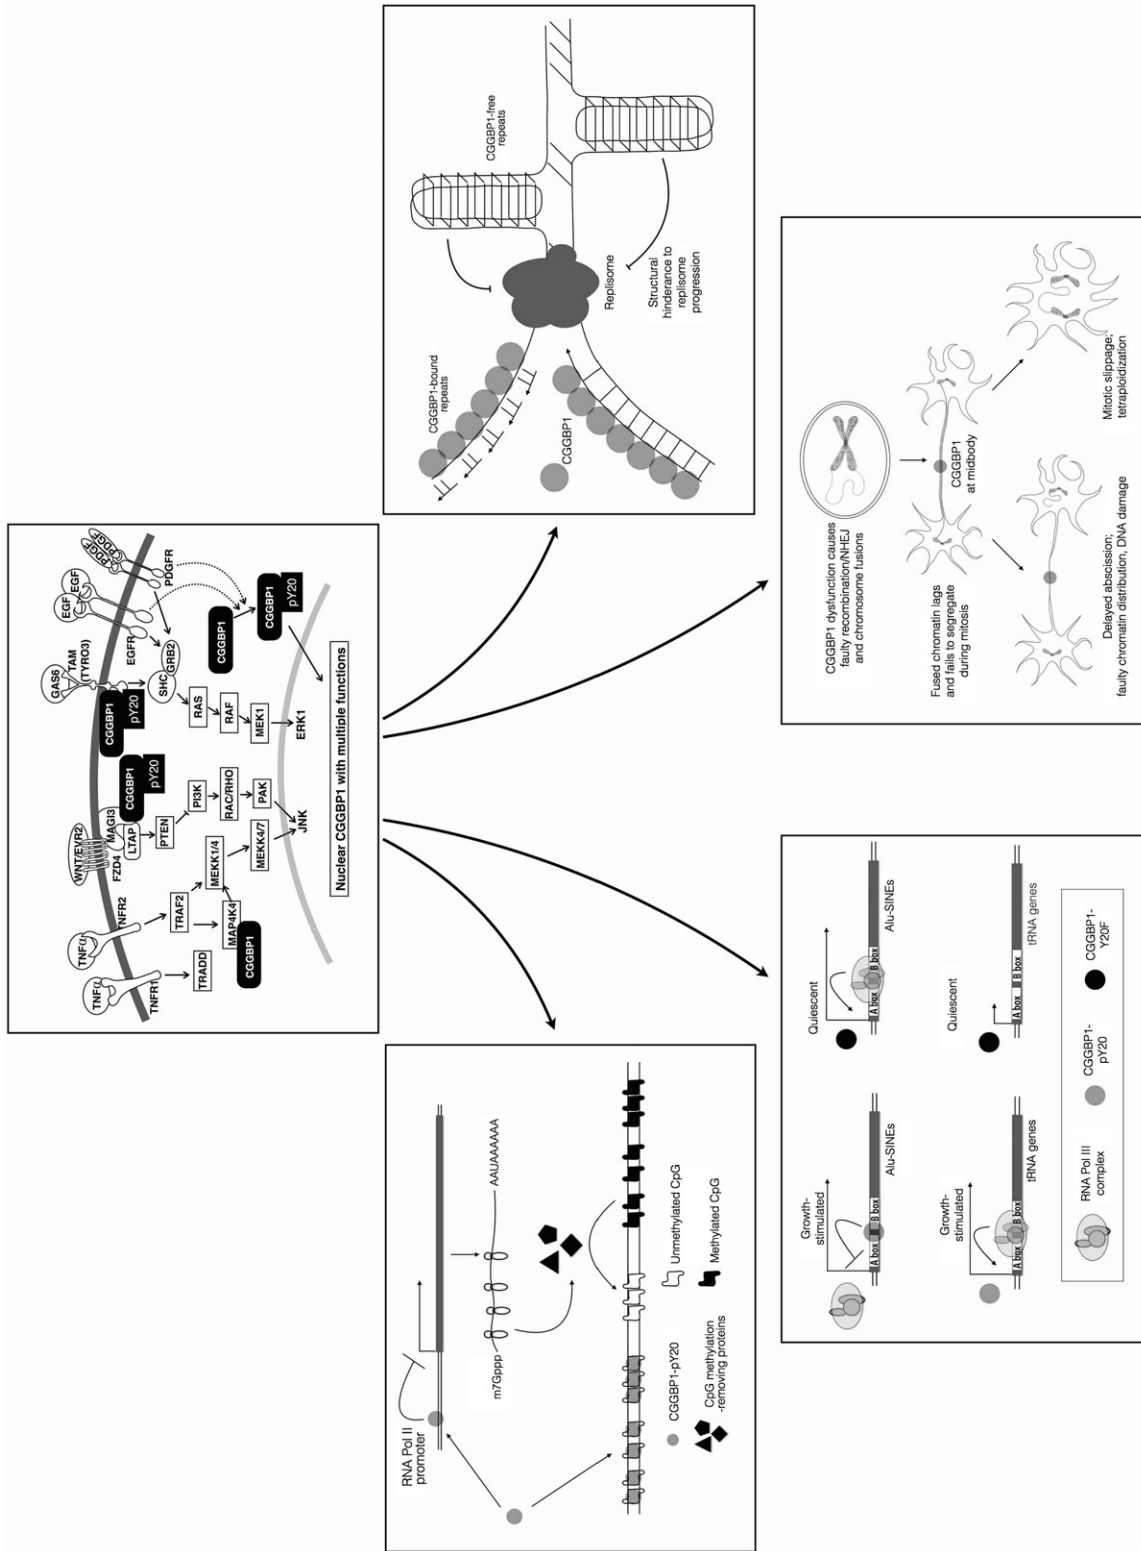 TNFα
TNFα
WNT/EVR2
GAS6
EGF
EGF
PDGF
PDGF
TNFR1
TNFR2
FZD4
MAGI3
LTAP
CGGBP1
pY20
CGGBP1
pY20
TAM
(TYRO3)
EGFR
PDGFR
TRADD
TRAF2
PTEN
SHC
GRB2
MAP4K4
CGGBP1
MEKK1/4
PI3K
RAS
RAC/RHO
RAF
MEKK4/7
PAK
MEK1
JNK
ERK1
CGGBP1
CGGBP1
pY20
Nuclear CGGBP1 with multiple functions
RNA Pol II
promoter
m7Gppp
AAUAAAAAA
CGGBP1-pY20
Unmethylated CpG
CpG methylation
-removing proteins
Methylated CpG
CGGBP1-bound
repeats
CGGBP1-free
repeats
CGGBP1
Replisome
Structural
hinderance to
replisome
progression
Growth-
stimulated
A box
B box
Alu-SINEs
Quiescent
A box
B box
Alu-SINEs
Growth-
stimulated
A box
B box
tRNA genes
Quiescent
A box
B box
tRNA genes
RNA Pol III
complex
CGGBP1-
pY20
CGGBP1-
Y20F
CGGBP1 dysfunction causes
faulty recombination/NHEJ
and chromosome fusions
Fused chromatin lags
and fails to segregate
during mitosis
CGGBP1
at midbody
Delayed abscission;
faulty chromatin distribution, DNA damage
Mitotic slippage;
tetraploidization